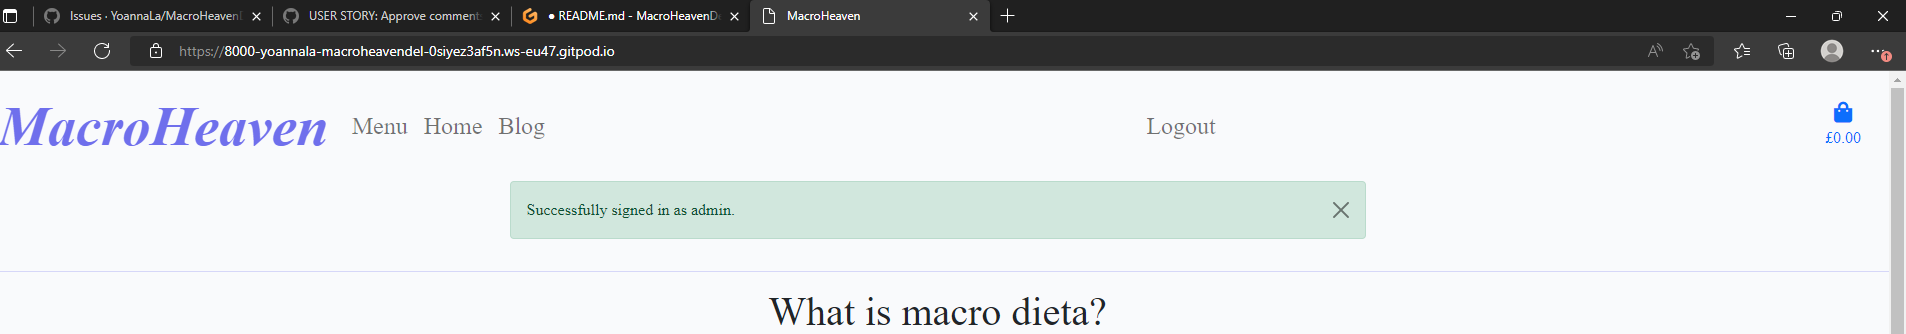 Issues · YoannaLa/MacroHeaven
USER STORY: Approve comment
● README.md - MacroHeavenD
MacroHeaven
https://8000-yoannala-macroheavendel-0siyez3af5n.ws-eu47.gitpod.io
MacroHeaven Menu Home Blog Logout
£0.00
Successfully signed in as admin.
What is macro dieta?